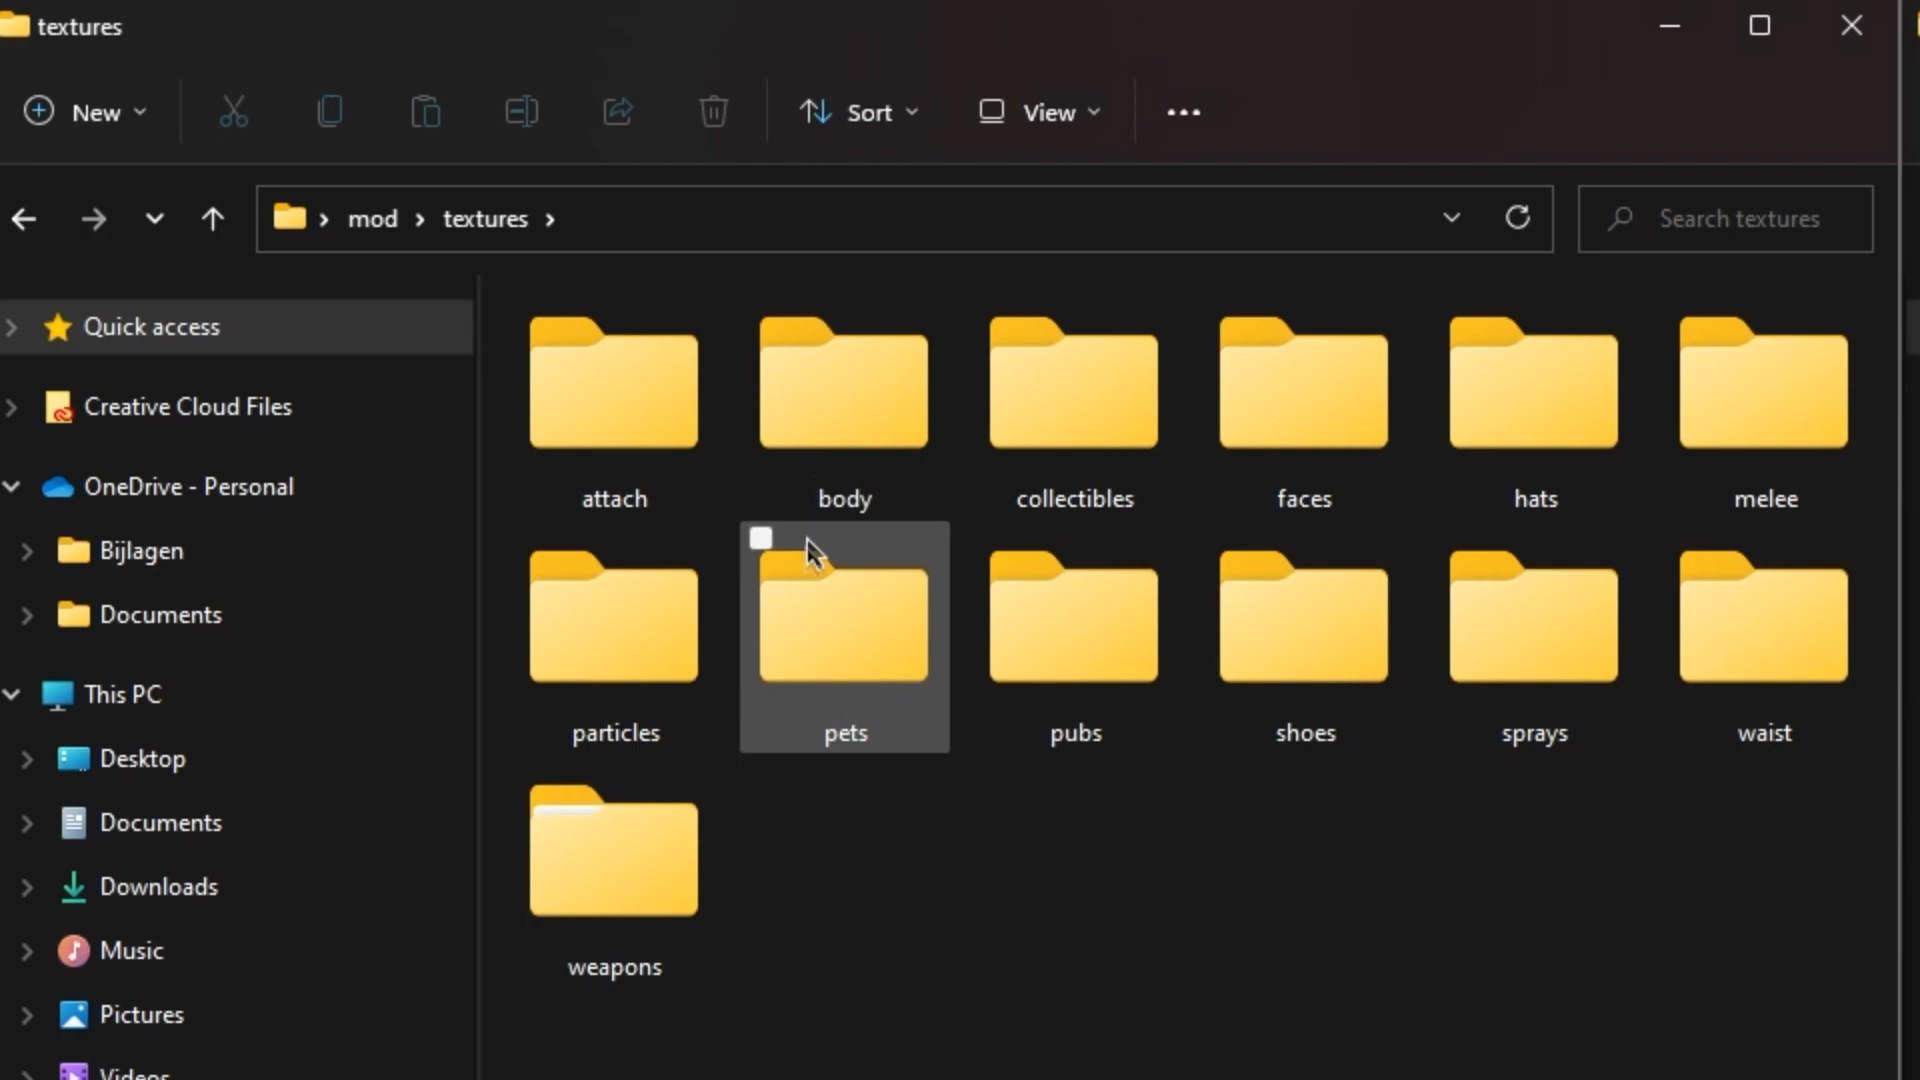 textures
New
Sort
View
mod
textures
Search textures
Quick access
Creative Cloud Files
OneDrive - Personal
Bijlagen
Documents
This PC
Desktop
Documents
Downloads
Music
Pictures
Videos
attach
body
collectibles
faces
hats
melee
particles
pets
pubs
shoes
sprays
waist
weapons